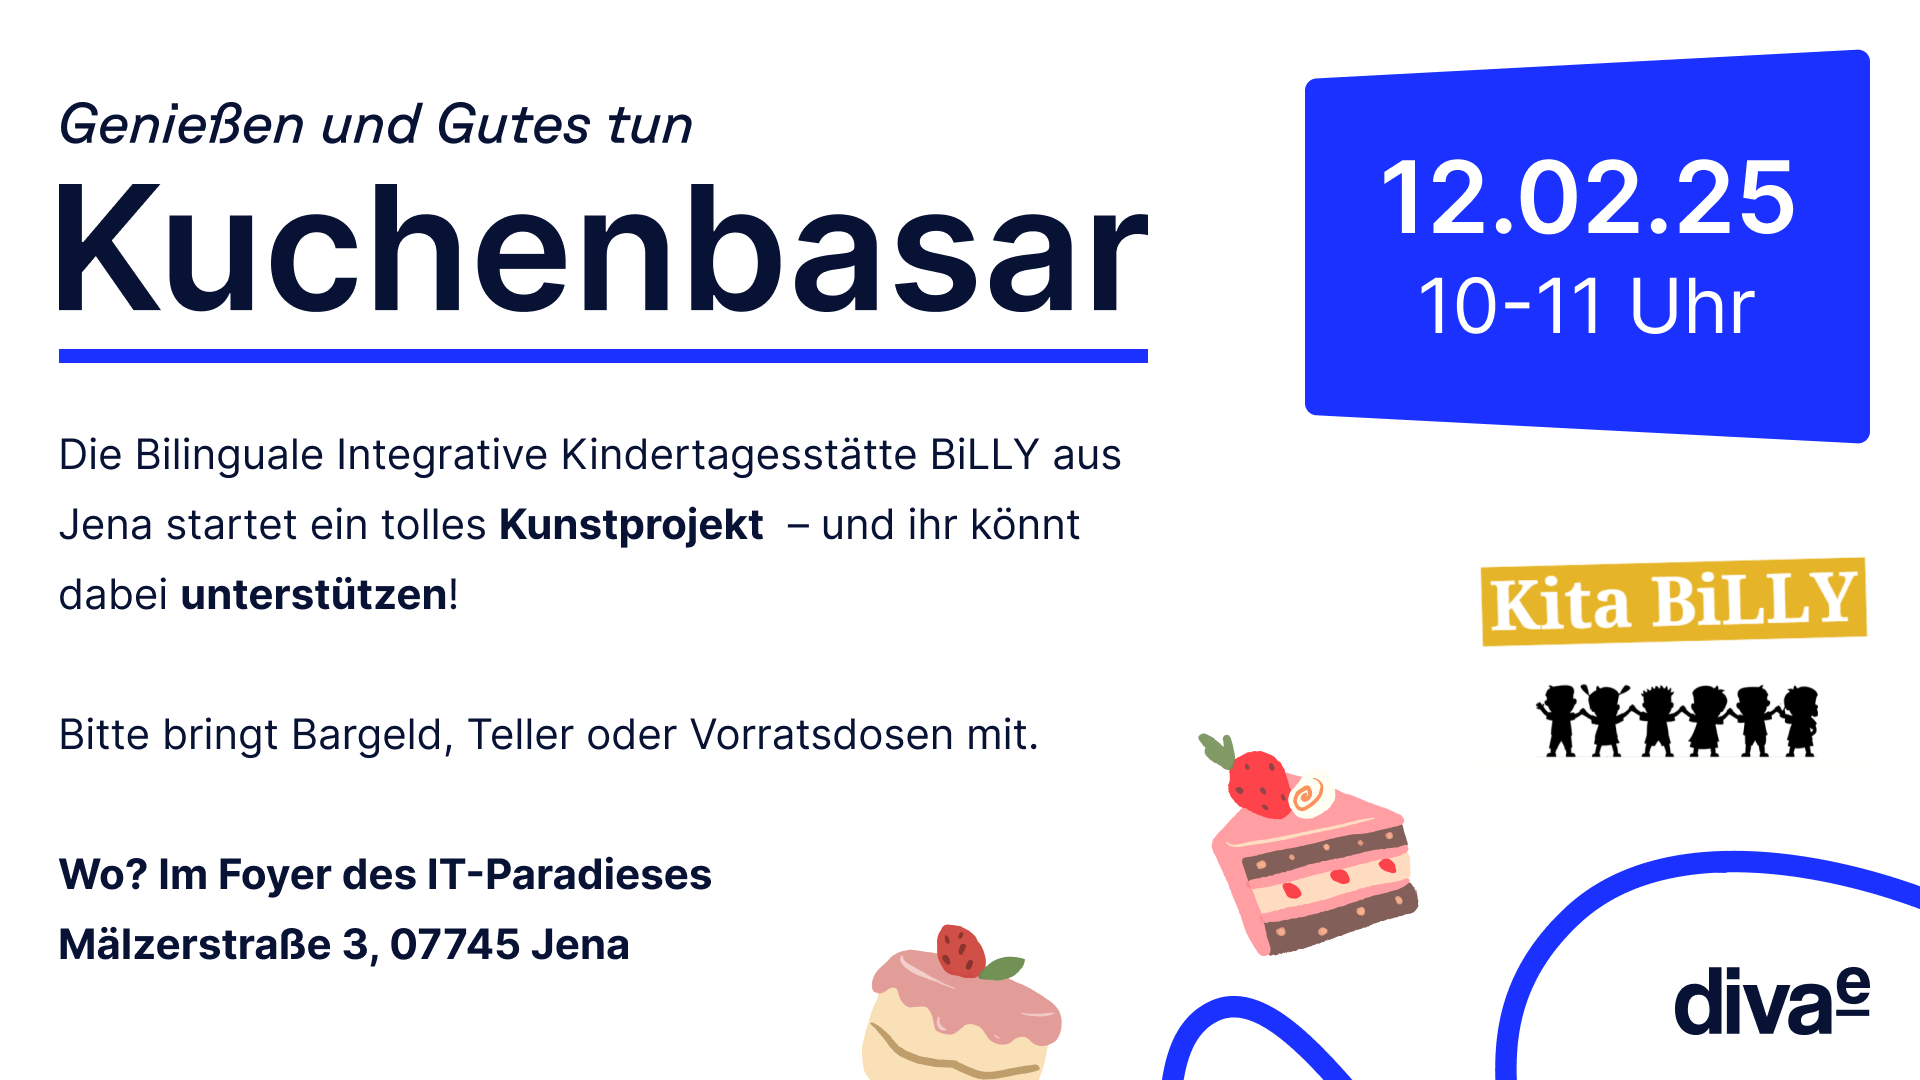 Genießen und Gutes tun
Kuchenbasar
12.02.25
10-11 Uhr
Die Bilinguale Integrative Kindertagesstätte BiLLY aus
Jena startet ein tolles Kunstprojekt – und ihr könnt
dabei unterstützen!
Bitte bringt Bargeld, Teller oder Vorratsdosen mit.
Wo? Im Foyer des IT-Paradieses
Mälzerstraße 3, 07745 Jena
Kita BiLLY
divae